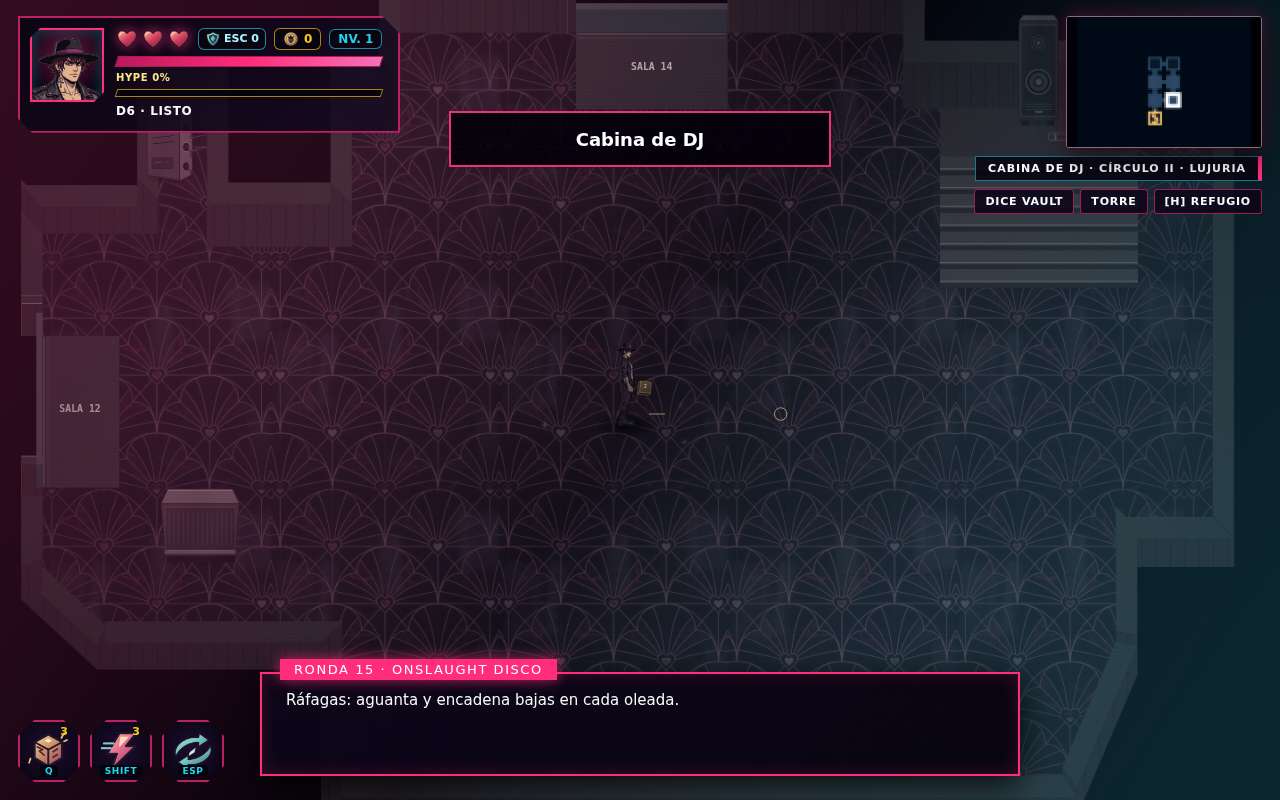 ESC 0
0
NV. 1
HYPE 0%
D6 · LISTO
SALA 14
Cabina de DJ
CABINA DE DJ · CÍRCULO II · LUJURIA
DICE VAULT
TORRE
[H] REFUGIO
SALA 12
RONDA 15 · ONSLAUGHT DISCO
Ráfagas: aguanta y encadena bajas en cada oleada.
3
Q
3
SHIFT
ESP